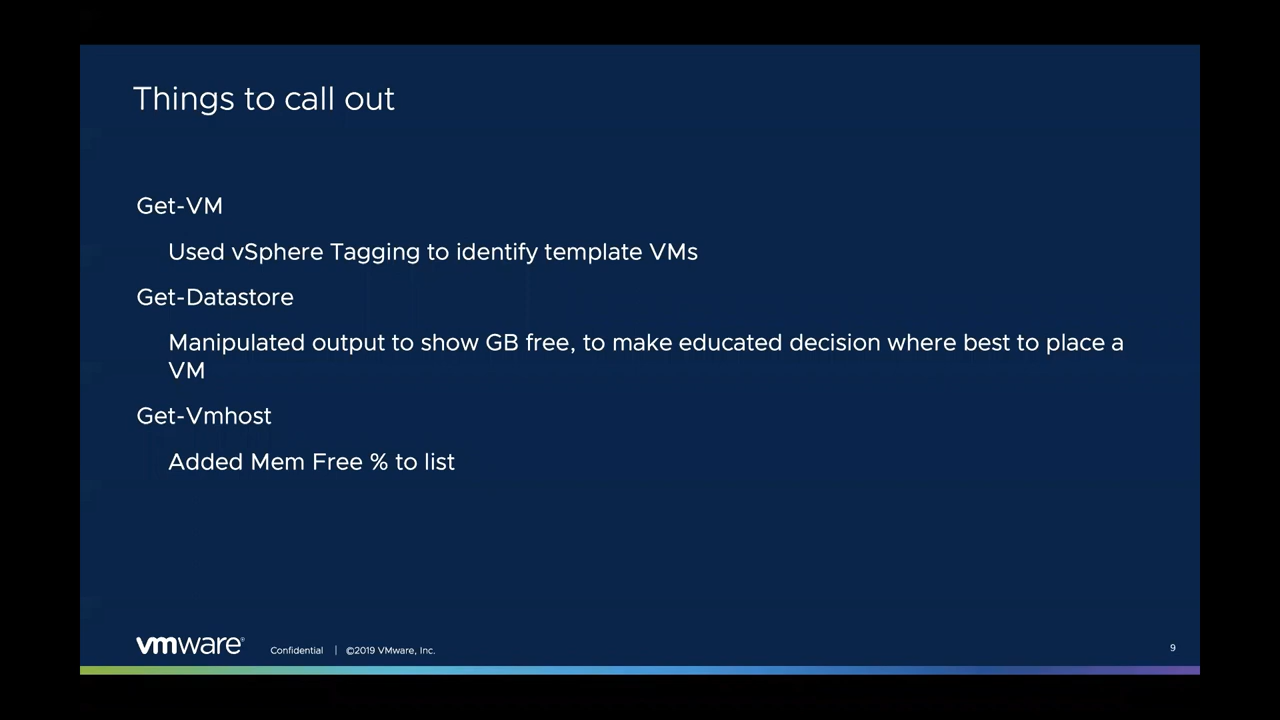 Things to call out
Get-VM
Used vSphere Tagging to identify template VMs
Get-Datastore
Manipulated output to show GB free, to make educated decision where best to place a
VM
Get-Vmhost
Added Mem Free % to list
vmware® Confidential | ©2019 VMware, Inc. 9